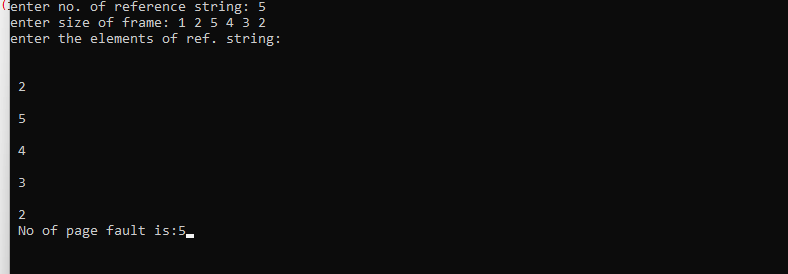 enter no. of reference string: 5
enter size of frame: 1 2 5 4 3 2
enter the elements of ref. string:
2
5
4
3
2
No of page fault is:5